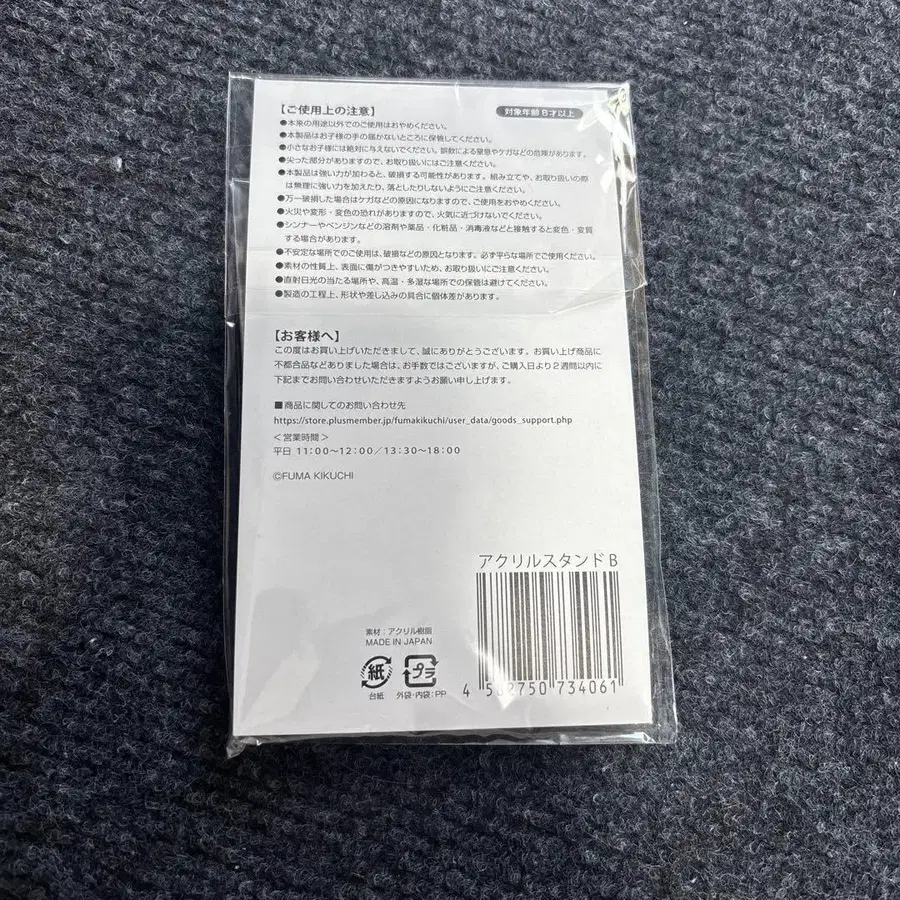 【ご使用上の注意】
対象年齢6才以上
●本来の用途以外でのご使用はおやめください。
●本製品はお子様の手の届かないところに保管してください。
●小さなお子様には絶対に与えないでください。誤飲による窒息やケガなどの危険があります。
●尖った部分がありますので、お取り扱いにはご注意ください。
●本製品は強い力が加わると、破損する可能性があります。組み立てや、お取り扱いの際
は無理に強い力を加えたり、落としたりしないようにご注意ください。
●万一破損した場合はケガなどの原因になりますので、ご使用をおやめください。
●火災や変形・変色の恐れがありますので、火気に近づけないでください。
●シンナーやベンジンなどの溶剤や薬品・化粧品・消毒液などと接触すると変色・変質
する場合があります。
●不安定な場所でのご使用は、破損などの原因となります。必ず平らな場所でご使用ください。
●素材の性質上、表面に傷がつきやすいため、お取り扱いにご注意ください。
●直射日光の当たる場所や、高温・多湿な場所での保管は避けてください。
●製造の工程上、形状や差し込みの具合に個体差があります。
【お客様へ】
この度はお買い上げいただきまして、誠にありがとうございます。お買い上げ商品に
不都合品などありました場合は、お手数ではございますが、ご購入日より2週間以内に
下記までお問い合わせいただきますようお願い申し上げます。
■商品に関してのお問い合わせ先
https://store.plusmember.jp/fumakikuchi/user_data/goods_support.php
＜営業時間＞
平日 11:00～12:00／13:30～18:00
©FUMA KIKUCHI
アクリルスタンドB
素材：アクリル樹脂
MADE IN JAPAN
紙
プラ
台紙
外袋・内袋：PP
4 562750 734061